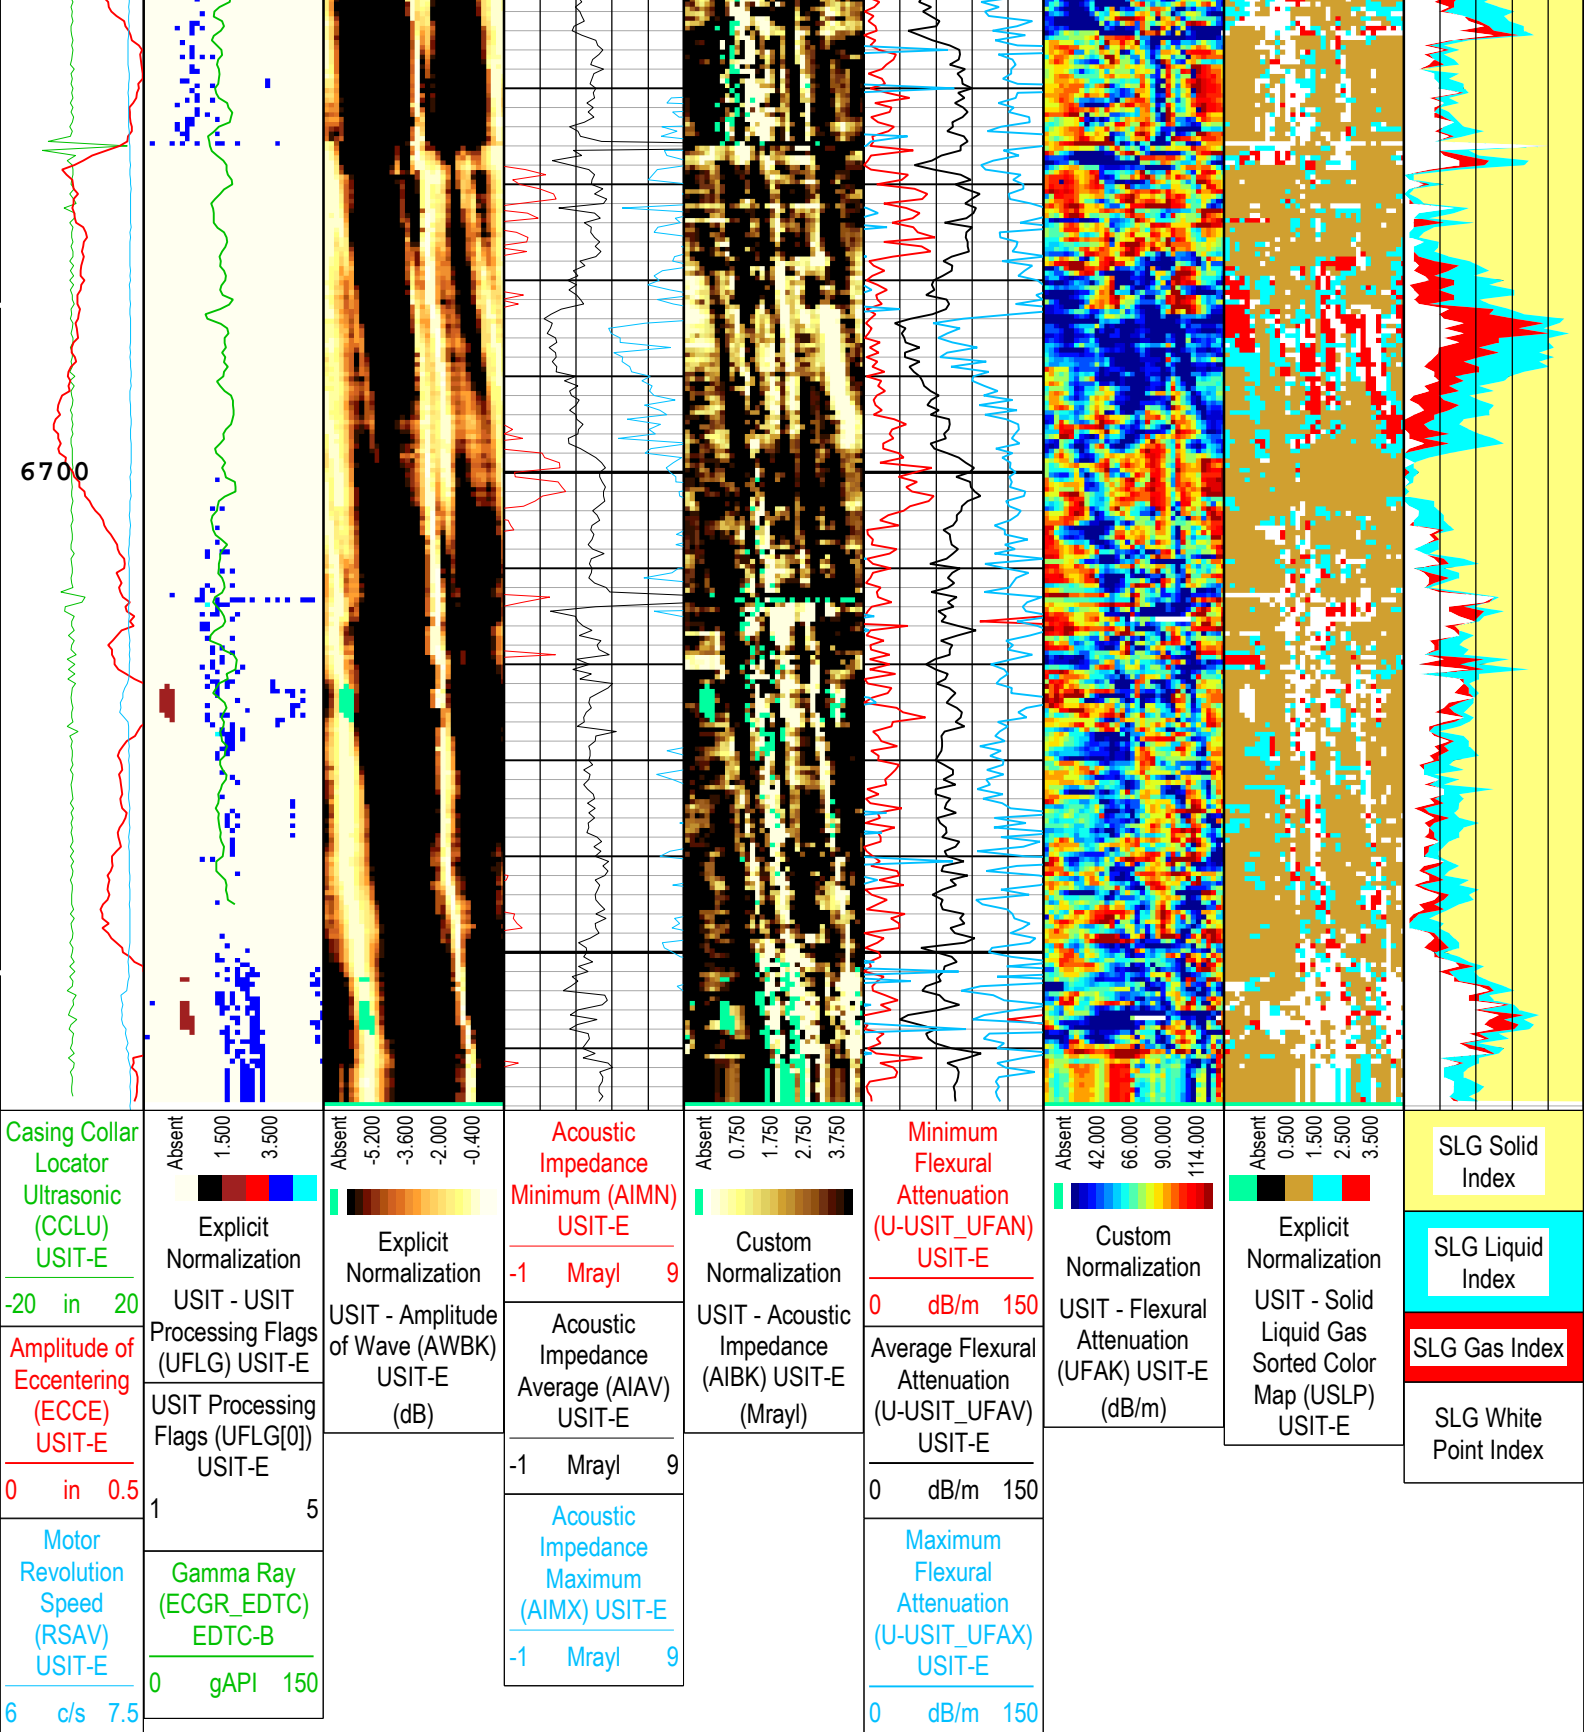 6700
Casing Collar
Locator
Ultrasonic
(CCLU)
USIT-E
-20 in 20
Amplitude of
Eccentering
(ECCE)
USIT-E
0 in 0.5
Motor
Revolution
Speed
(RSAV)
USIT-E
6 c/s 7.5
Absent 1.500 3.500
Explicit
Normalization
USIT - USIT
Processing Flags
(UFLG) USIT-E
USIT Processing
Flags (UFLG[0])
USIT-E
1 5
Gamma Ray
(ECGR_EDTC)
EDTC-B
0 gAPI 150
Absent -5.200 -3.600 -2.000 -0.400
Explicit
Normalization
USIT - Amplitude
of Wave (AWBK)
USIT-E
(dB)
Acoustic
Impedance
Minimum (AIMN)
USIT-E
-1 Mrayl 9
Acoustic
Impedance
Average (AIAV)
USIT-E
-1 Mrayl 9
Acoustic
Impedance
Maximum
(AIMX) USIT-E
-1 Mrayl 9
Absent 0.750 1.750 2.750 3.750
Custom
Normalization
USIT - Acoustic
Impedance
(AIBK) USIT-E
(Mrayl)
Minimum
Flexural
Attenuation
(U-USIT_UFAN)
USIT-E
0 dB/m 150
Average Flexural
Attenuation
(U-USIT_UFAV)
USIT-E
0 dB/m 150
Maximum
Flexural
Attenuation
(U-USIT_UFAX)
USIT-E
0 dB/m 150
Absent 42.000 66.000 90.000 114.000
Custom
Normalization
USIT - Flexural
Attenuation
(UFAK) USIT-E
(dB/m)
Absent 0.500 1.500 2.500 3.500
Explicit
Normalization
USIT - Solid
Liquid Gas
Sorted Color
Map (USLP)
USIT-E
SLG Solid
Index
SLG Liquid
Index
SLG Gas Index
SLG White
Point Index